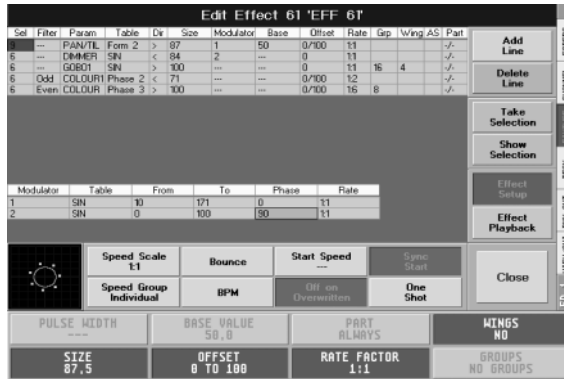 Edit Effect 61 'EFF 61'
Sel Filter Param Table Dir Size Modulator Base Offset Rate Grp Wing AS Part
--- PAN/TIL Form 2 > 87 1 50 0/100 1:1 -/-
6 --- DIMMER SIN < 84 2 --- 0 1:1 -/-
6 --- GOBO1 SIN > 100 --- --- 0 1:1 16 4 -/-
6 Odd COLOUR1 Phase 2 < 71 --- --- 0/100 1:2 -/-
6 Even COLOUR Phase 3 > 100 --- --- 0/100 1:6 8 -/-
Add
Line
Delete
Line
Take
Selection
Show
Selection
Effect
Setup
Effect
Playback
Close
Modulator Table From To Phase Rate
1 SIN 10 171 0 1:1
2 SIN 0 100 90 1:1
Speed Scale
1:1
Bounce
Start Speed
---
Sync
Start
Speed Group
Individual
BPM
Off on
Overwritten
One
Shot
PULSE WIDTH
---
BASE VALUE
50,0
PART
ALWAYS
WINGS
NO
SIZE
87,5
OFFSET
0 TO 100
RATE FACTOR
1:1
GROUPS
NO GROUPS